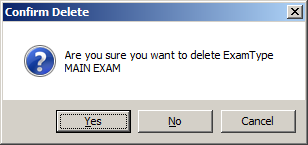 Confirm Delete
Are you sure you want to delete ExamType
MAIN EXAM
Yes
No
Cancel